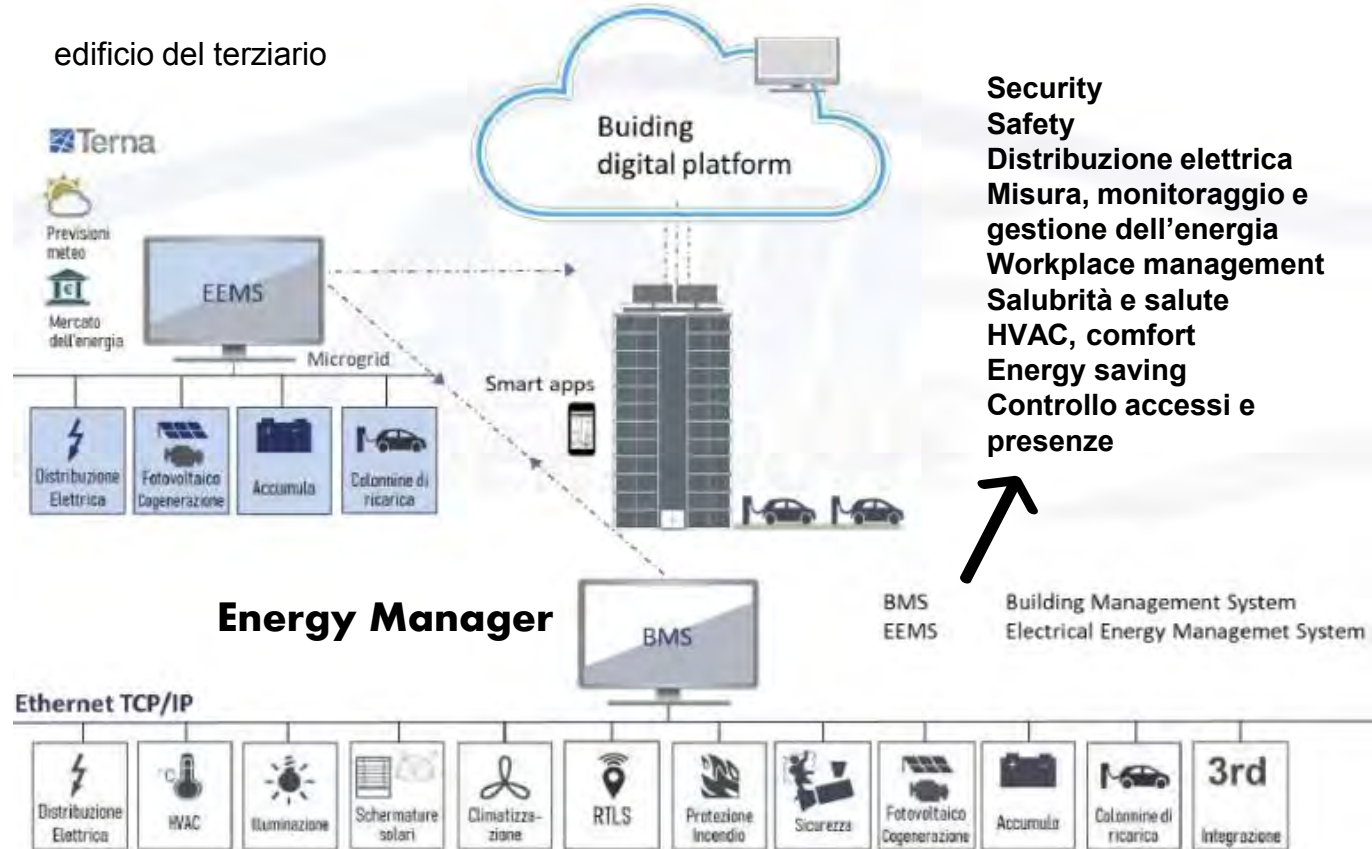 edificio del terziario
Terna
Previsioni
meteo
Mercato
dell'energia
EEMS
Microgrid
Distribuzione
Elettrica
Fotovoltaico
Cogenerazione
Accumulo
Colonnine di
ricarica
Buiding
digital platform
Smart apps
Security
Safety
Distribuzione elettrica
Misura, monitoraggio e
gestione dell'energia
Workplace management
Salubrità e salute
HVAC, comfort
Energy saving
Controllo accessi e
presenze
Energy Manager
BMS
BMS Building Management System
EEMS Electrical Energy Managemet System
Ethernet TCP/IP
Distribuzione
Elettrica
°C
HVAC
Illuminazione
Schermature
solari
Climatizza-
zione
RTLS
Protezione
Incendio
Sicurezza
Fotovoltaico
Cogenerazione
Accumulo
Colonnine di
ricarica
3rd
Integrazione